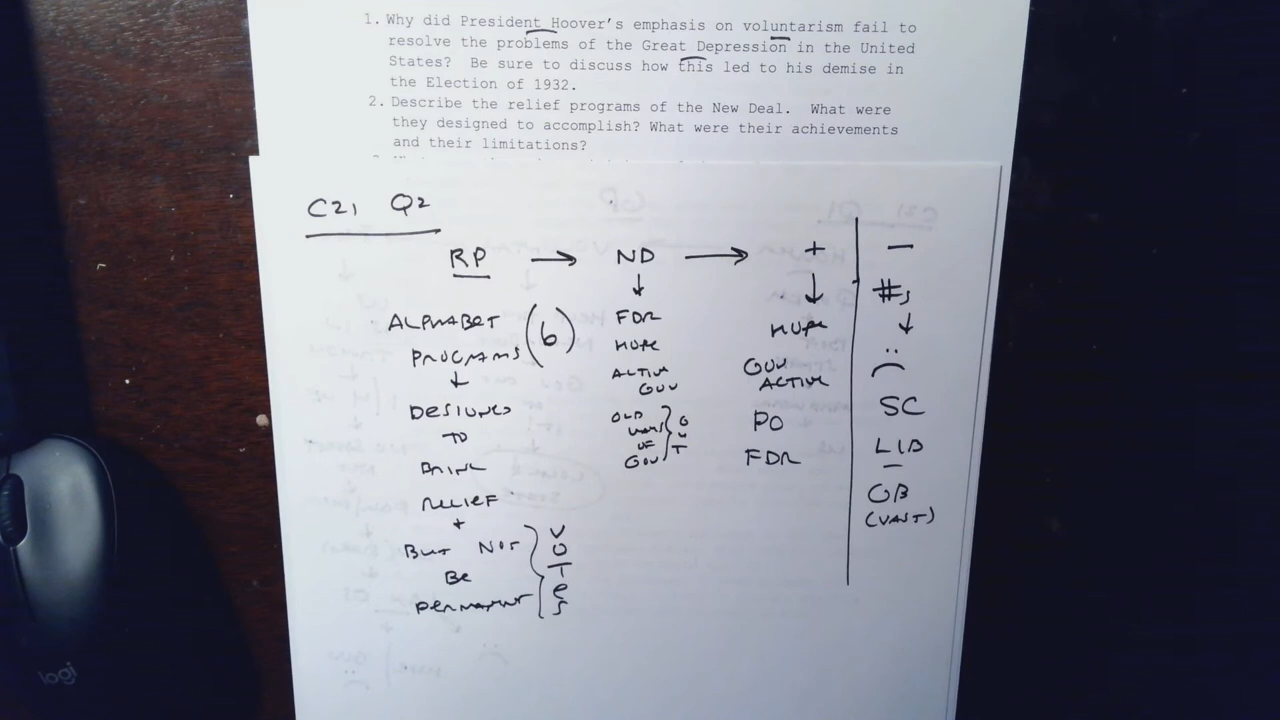 1. Why did President Hoover's emphasis on voluntarism fail to
resolve the problems of the Great Depression in the United
States? Be sure to discuss how this led to his demise in
the Election of 1932.
2. Describe the relief programs of the New Deal. What were
they designed to accomplish? What were their achievements
and their limitations?
C21 Q2
RP → ND → + −
ALPHABET
PROGRAMS (6)
↓
DESIGNED
TO
RELIEF
+
BUT NOT
BE
PERMANENT
VOTES
↓
FDR
HOPE
ACTIVE
GOV
OLD
WAYS
OF
GOV
OUT
↓
HOPE
GOV
ACTIVE
PO
FDR
#s
↓
SC
LIB
OB
(VAST)
logi